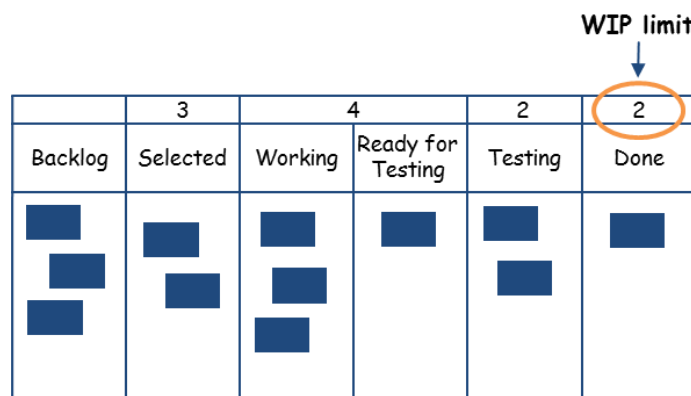 WIP limit
3 4 2 2
Backlog Selected Working Ready for Testing Testing Done